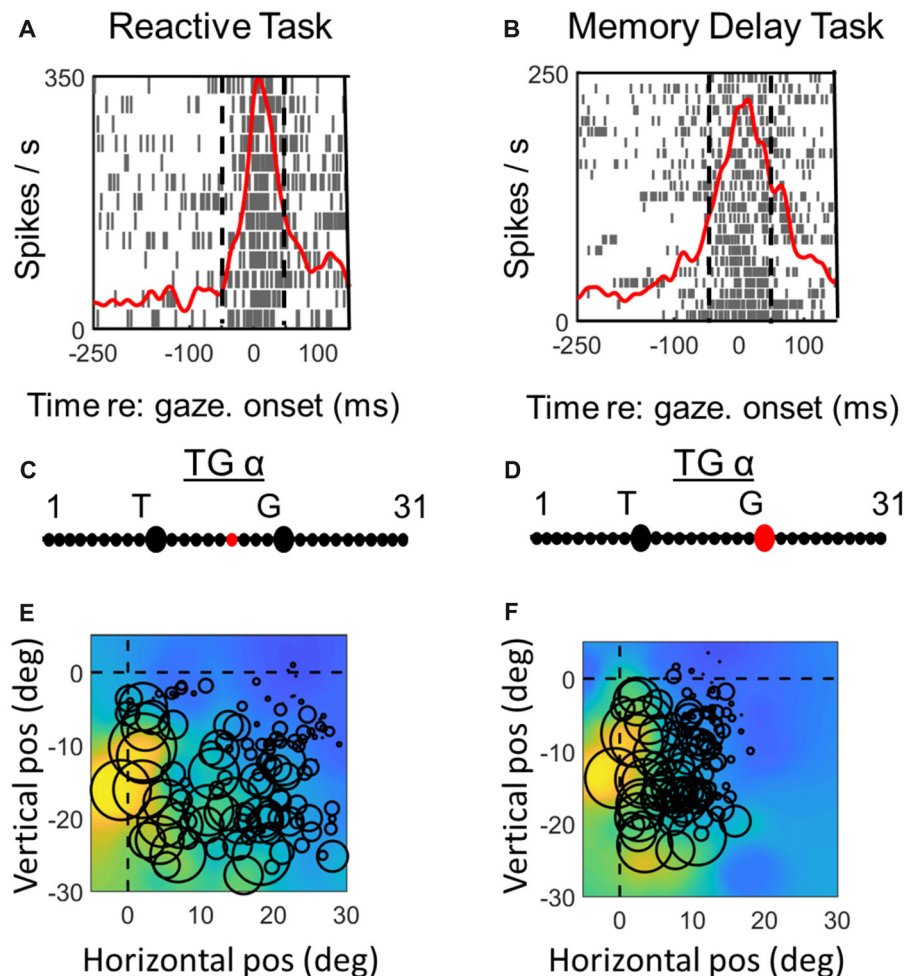 A Reactive Task
B Memory Delay Task
350
Spikes / s
0
-250 -100 0 100
Time re: gaze. onset (ms)
250
Spikes / s
0
-250 -100 0 100
Time re: gaze. onset (ms)
C TG α
1 T G 31
D TG α
1 T G 31
E
Vertical pos (deg)
0
-10
-20
-30
0 10 20 30
Horizontal pos (deg)
F
Vertical pos (deg)
0
-10
-20
-30
0 10 20 30
Horizontal pos (deg)